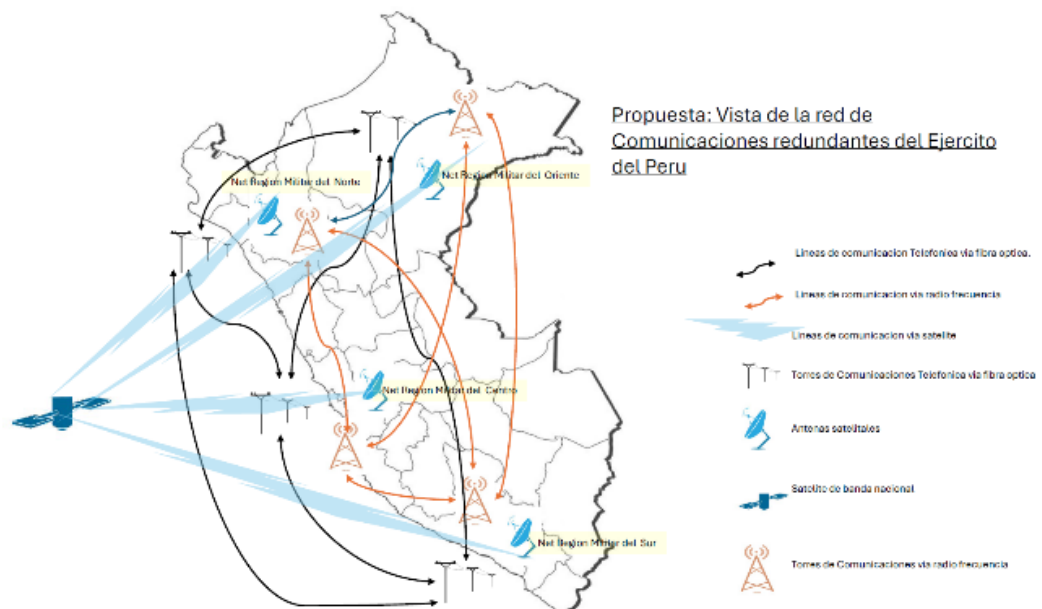 Propuesta: Vista de la red de
Comunicaciones redundantes del Ejercito
del Peru
Net Region Militar del Norte
Net Region Militar del Oriente
Net Region Militar del Centro
Net Region Militar del Sur
Lineas de comunicacion Telefonica via fibra optica.
Lineas de comunicacion via radio frecuencia
Lineas de comunicacion via satelite
Torres de Comunicaciones Telefonica via fibra optica
Antenas satelitales
Satelite de banda nacional
Torres de Comunicaciones via radio frecuencia